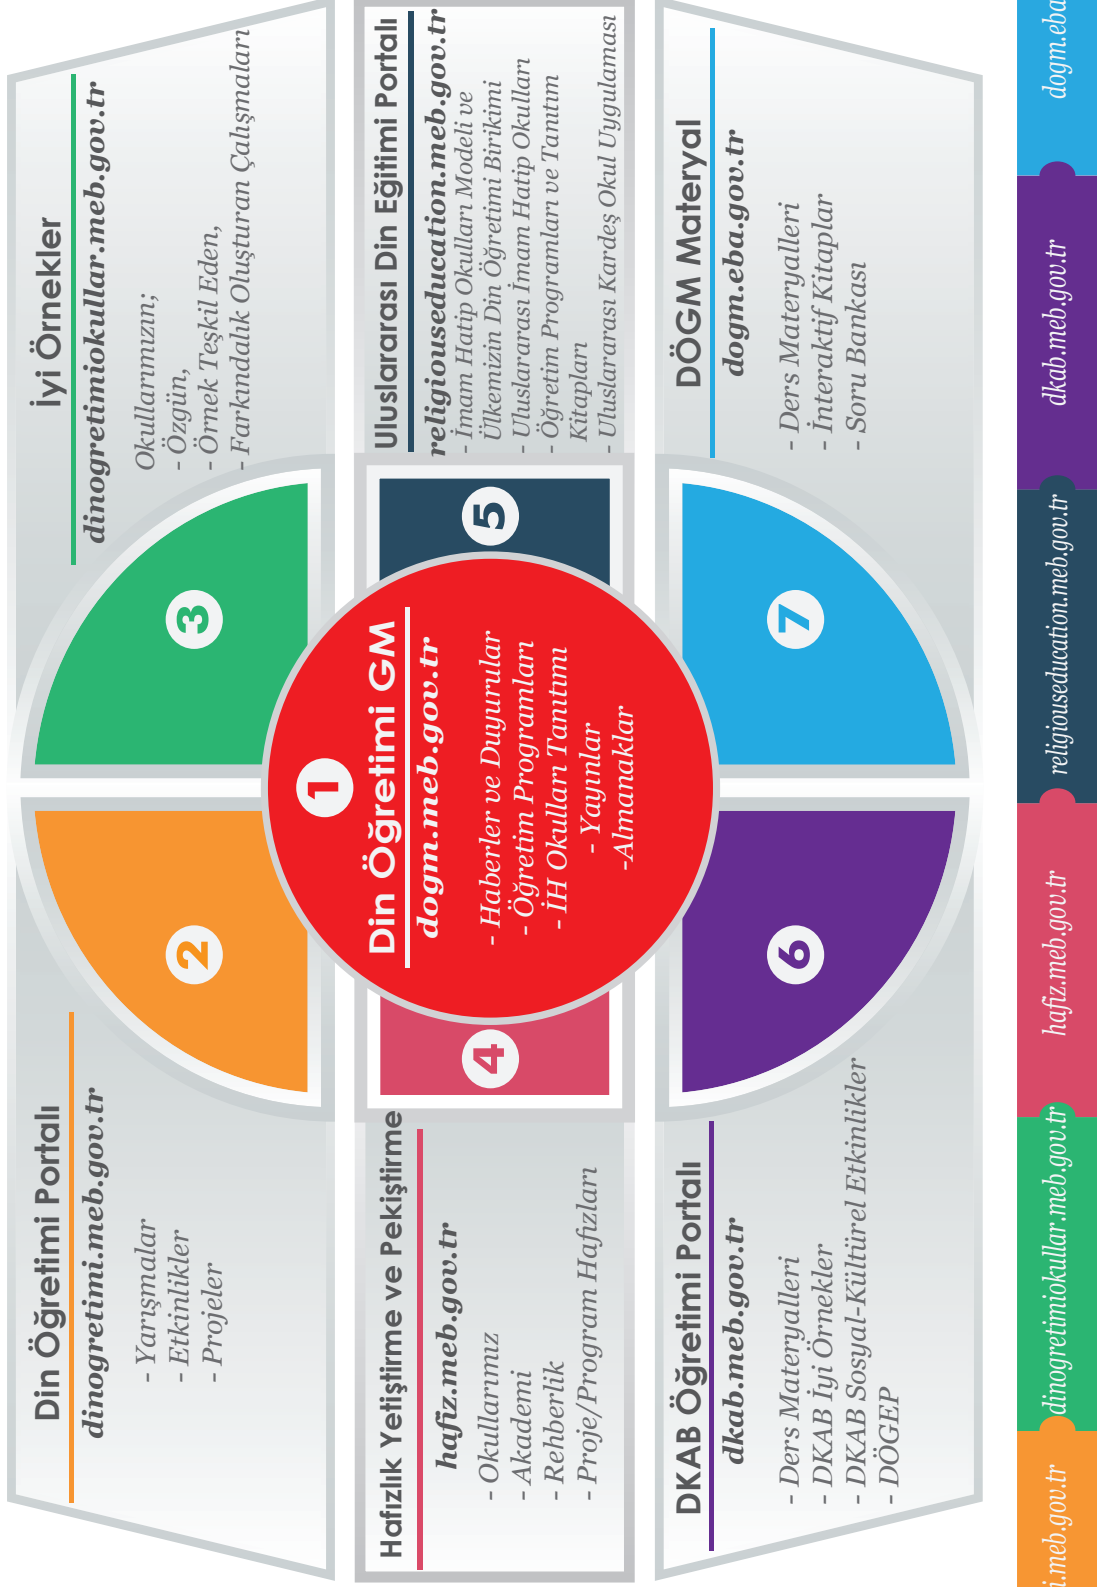 Din Öğretimi Portalı
dinogretimi.meb.gov.tr
- Yarışmalar
- Etkinlikler
- Projeler
2
İyi Örnekler
dinogretimiokullar.meb.gov.tr
Okullarımızın;
- Özgün,
- Örnek Teşkil Eden,
- Farkındalık Oluşturan Çalışmaları
3
Hafızlık Yetiştirme ve Pekiştirme
hafiz.meb.gov.tr
- Okullarımız
- Akademi
- Rehberlik
- Proje/Program Hafızları
4
1
Din Öğretimi GM
dogm.meb.gov.tr
- Haberler ve Duyurular
- Öğretim Programları
- İH Okulları Tanıtımı
- Yayınlar
-Almanaklar
5
Uluslararası Din Eğitimi Portalı
religiouseducation.meb.gov.tr
- İmam Hatip Okulları Modeli ve
Ülkemizin Din Öğretimi Birikimi
- Uluslararası İmam Hatip Okulları
- Öğretim Programları ve Tanıtım
Kitapları
- Uluslararası Kardeş Okul Uygulaması
DKAB Öğretimi Portalı
dkab.meb.gov.tr
- Ders Materyalleri
- DKAB İyi Örnekler
- DKAB Sosyal-Kültürel Etkinlikler
- DÖGEP
6
7
DÖGM Materyal
dogm.eba.gov.tr
- Ders Materyalleri
- İnteraktif Kitaplar
- Soru Bankası
i.meb.gov.tr
dinogretimiokullar.meb.gov.tr
hafiz.meb.gov.tr
religiouseducation.meb.gov.tr
dkab.meb.gov.tr
dogm.eba